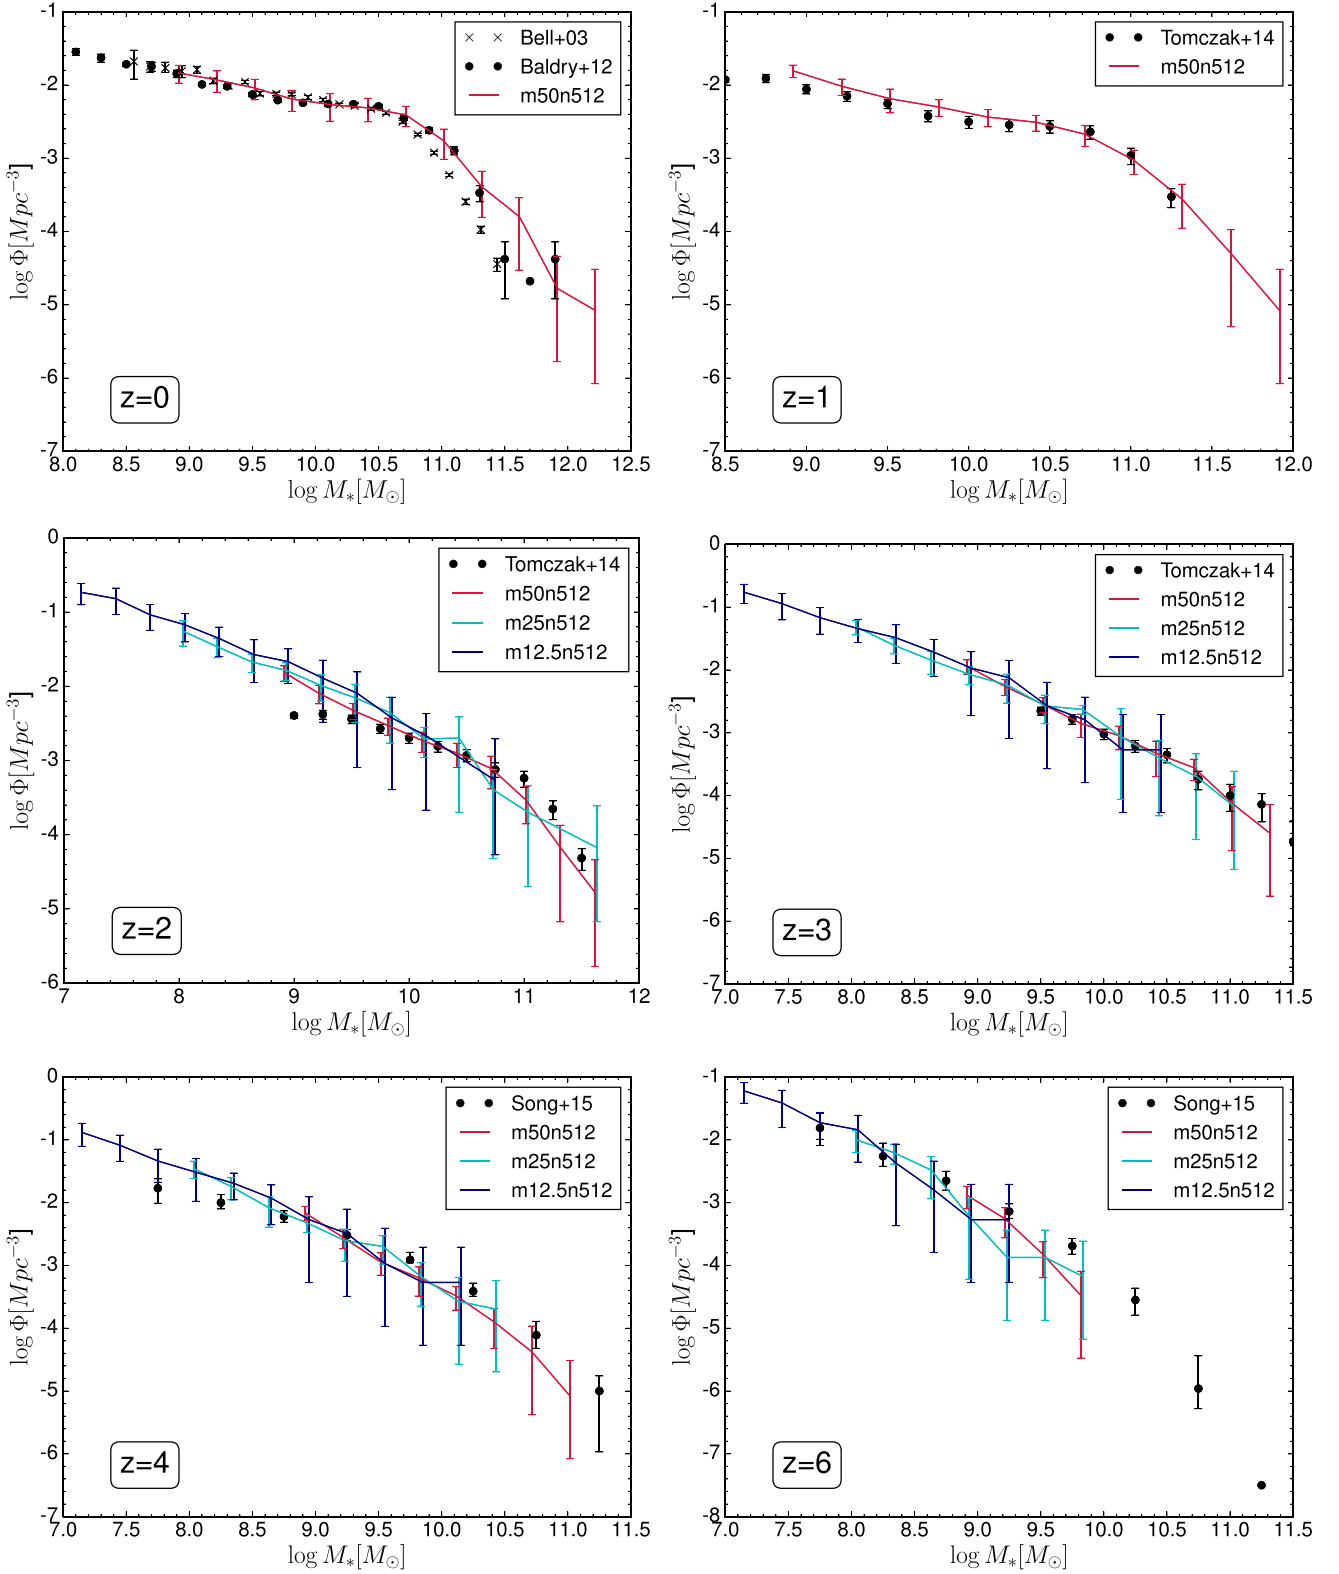 -1
-2
-3
-4
-5
-6
-7
log Φ[Mpc⁻³]
× × Bell+03
● ● Baldry+12
m50n512
z=0
8.0 8.5 9.0 9.5 10.0 10.5 11.0 11.5 12.0 12.5
log M*[M⊙]
-1
-2
-3
-4
-5
-6
-7
log Φ[Mpc⁻³]
Tomczak+14
m50n512
z=1
8.5 9.0 9.5 10.0 10.5 11.0 11.5 12.0
log M*[M⊙]
0
-1
-2
-3
-4
-5
-6
log Φ[Mpc⁻³]
Tomczak+14
m50n512
m25n512
m12.5n512
z=2
7 8 9 10 11 12
log M*[M⊙]
0
-1
-2
-3
-4
-5
-6
-7
log Φ[Mpc⁻³]
Tomczak+14
m50n512
m25n512
m12.5n512
z=3
7.0 7.5 8.0 8.5 9.0 9.5 10.0 10.5 11.0 11.5
log M*[M⊙]
0
-1
-2
-3
-4
-5
-6
-7
log Φ[Mpc⁻³]
Song+15
m50n512
m25n512
m12.5n512
z=4
7.0 7.5 8.0 8.5 9.0 9.5 10.0 10.5 11.0 11.5
log M*[M⊙]
-1
-2
-3
-4
-5
-6
-7
-8
log Φ[Mpc⁻³]
Song+15
m50n512
m25n512
m12.5n512
z=6
7.0 7.5 8.0 8.5 9.0 9.5 10.0 10.5 11.0 11.5
log M*[M⊙]